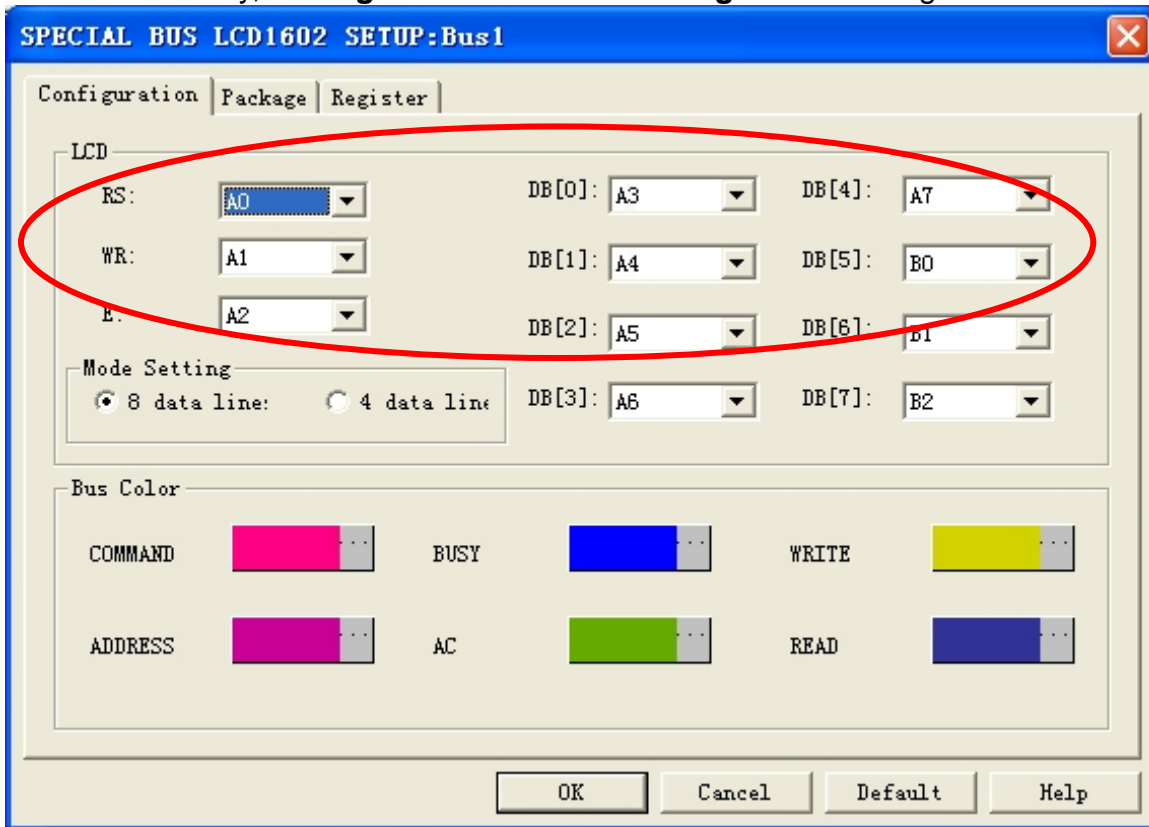 SPECIAL BUS LCD1602 SETUP:Bus1
Configuration Package Register
LCD
RS: A0 DB[0]: A3 DB[4]: A7
WR: A1 DB[1]: A4 DB[5]: B0
E: A2 DB[2]: A5 DB[6]: B1
Mode Setting
8 data line: 4 data line DB[3]: A6 DB[7]: B2
Bus Color
COMMAND ... BUSY ... WRITE ...
ADDRESS ... AC ... READ ...
OK Cancel Default Help